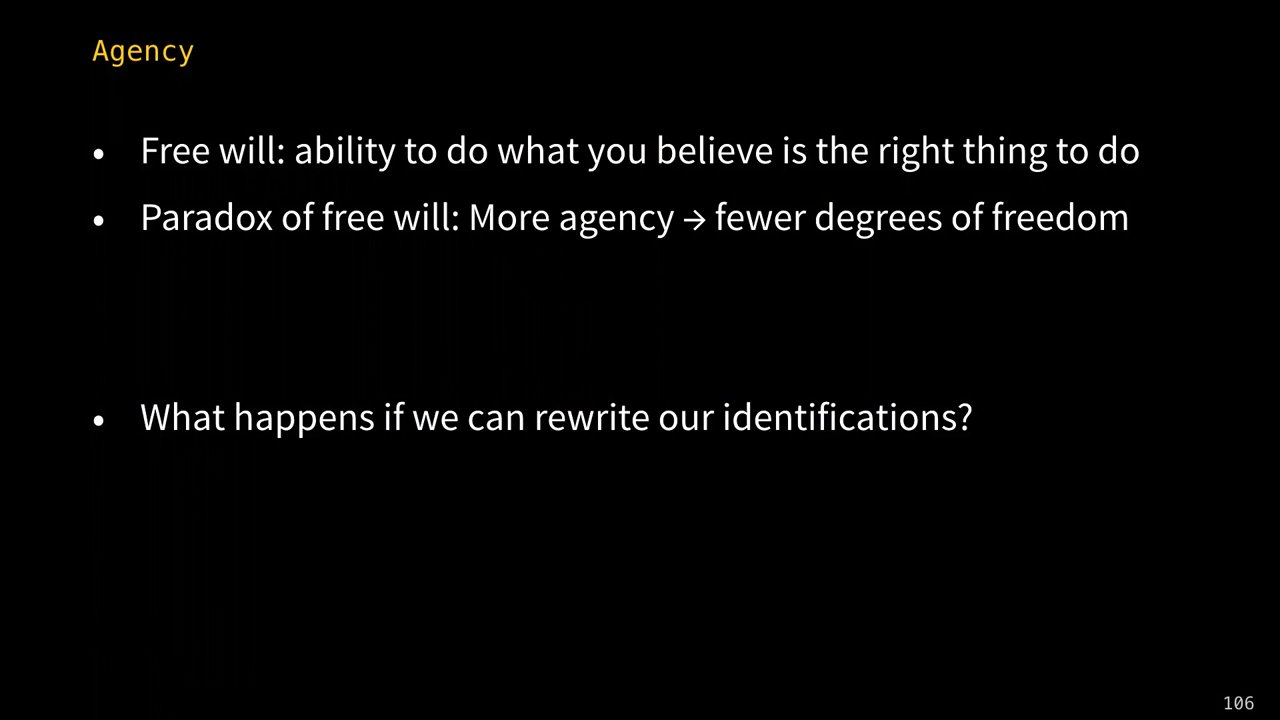 Agency
• Free will: ability to do what you believe is the right thing to do
• Paradox of free will: More agency → fewer degrees of freedom
• What happens if we can rewrite our identifications?
106